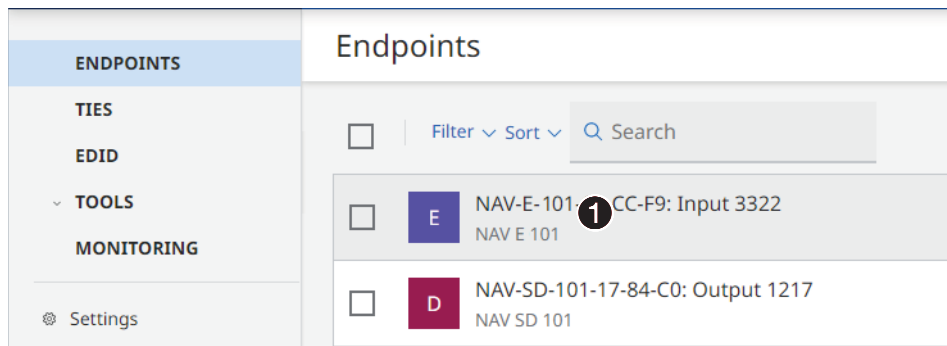 Endpoints
ENDPOINTS
TIES
EDID
TOOLS
MONITORING
Settings
Filter Sort Search
E NAV-E-101- 1 CC-F9: Input 3322
NAV E 101
D NAV-SD-101-17-84-C0: Output 1217
NAV SD 101